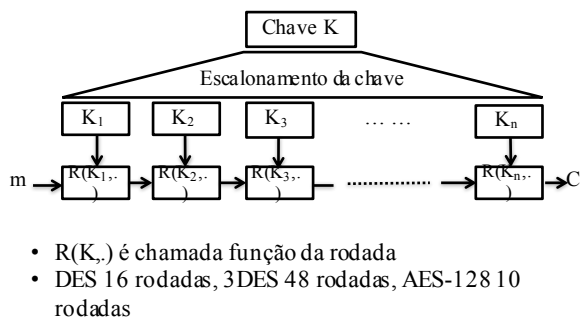 Chave K
Escalonamento da chave
K1 K2 K3 … … Kn
m R(K1,.) R(K2,.) R(K3,.) ................ R(Kn,.) C
• R(K,.) é chamada função da rodada
• DES 16 rodadas, 3DES 48 rodadas, AES-128 10
rodadas